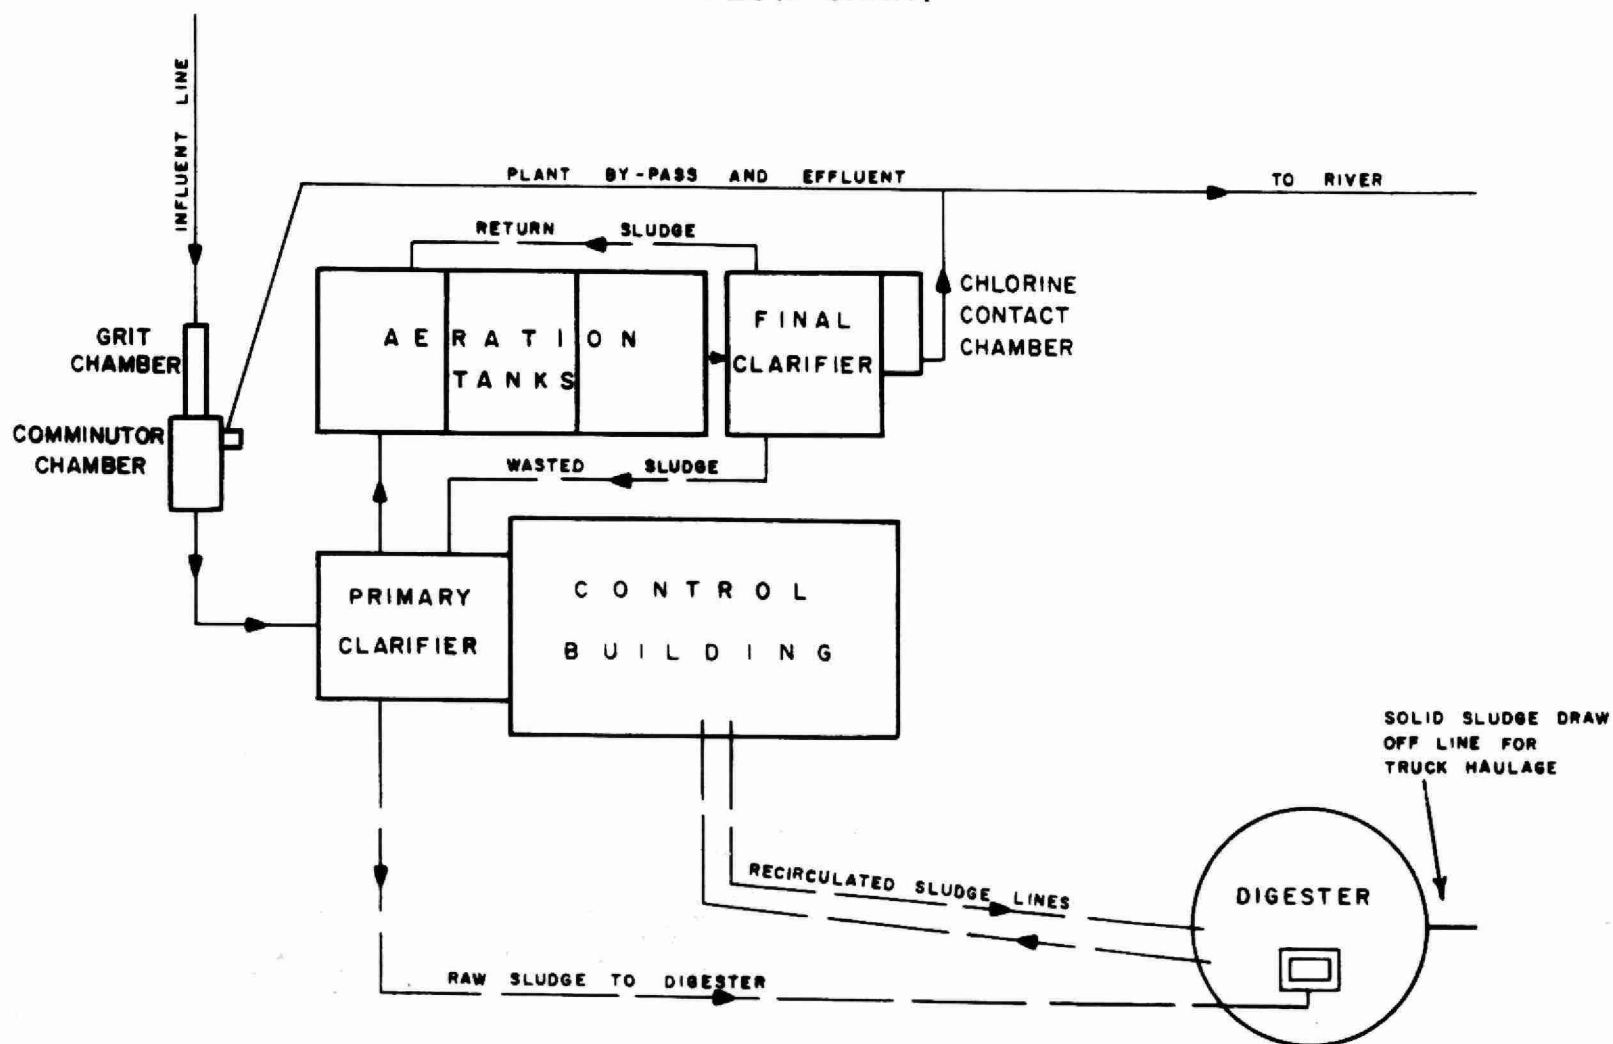 INFLUENT LINE
PLANT BY-PASS AND EFFLUENT
TO RIVER
RETURN SLUDGE
GRIT
CHAMBER
AERATION
TANKS
FINAL
CLARIFIER
CHLORINE
CONTACT
CHAMBER
COMMINUTOR
CHAMBER
WASTED SLUDGE
PRIMARY
CLARIFIER
CONTROL
BUILDING
SOLID SLUDGE DRAW
OFF LINE FOR
TRUCK HAULAGE
RECIRCULATED SLUDGE LINES
DIGESTER
RAW SLUDGE TO DIGESTER